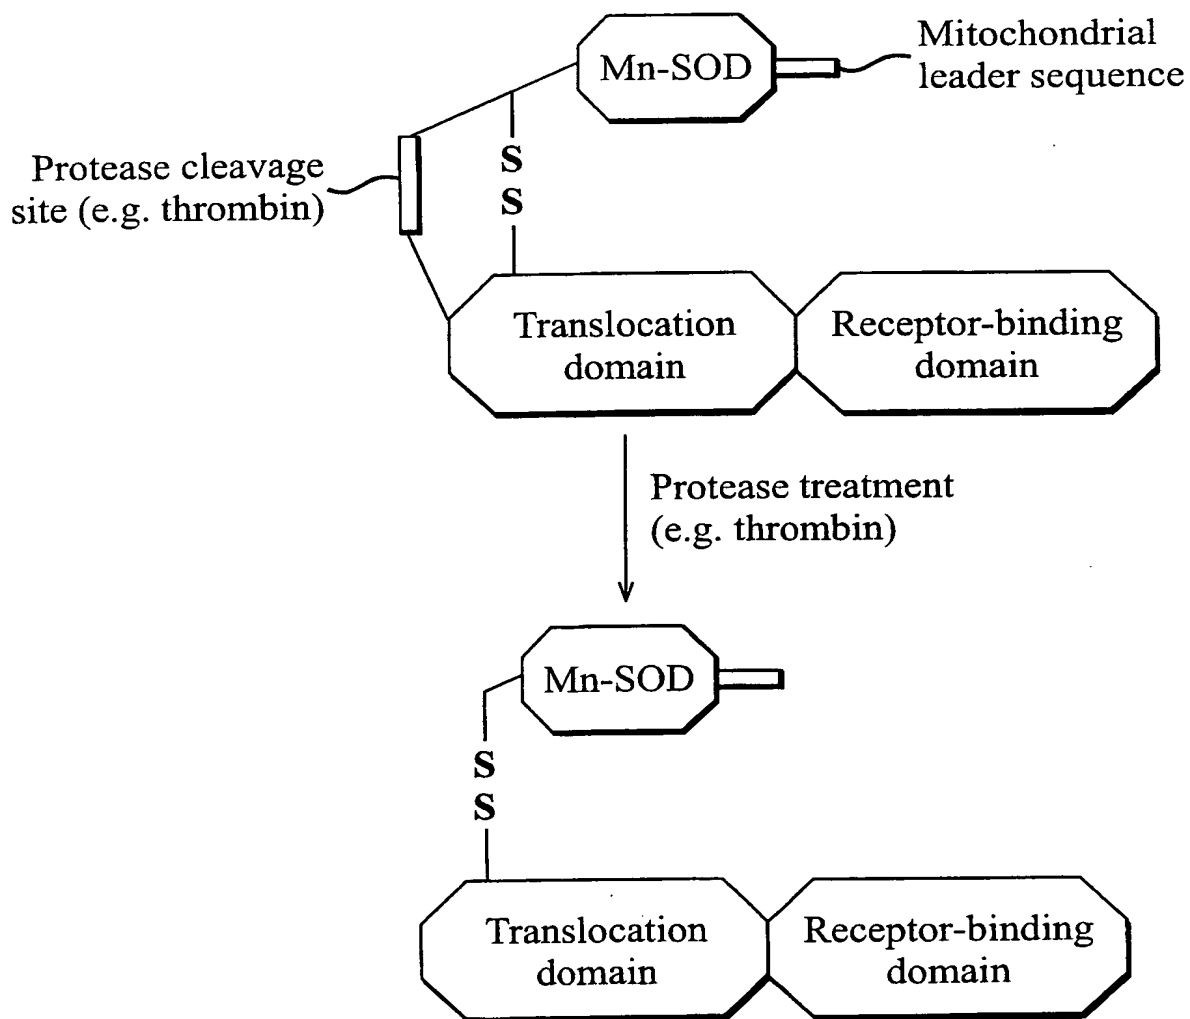 Mn-SOD
Mitochondrial
leader sequence
Protease cleavage
site (e.g. thrombin)
S
S
Translocation
domain
Receptor-binding
domain
Protease treatment
(e.g. thrombin)
Mn-SOD
S
S
Translocation
domain
Receptor-binding
domain